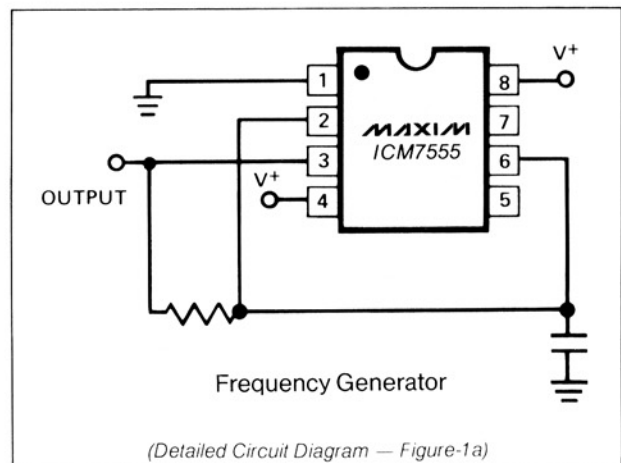 V+
1
8
2
MAXIM
7
ICM7555
3
6
OUTPUT
V+
4
5
Frequency Generator
(Detailed Circuit Diagram — Figure-1a)